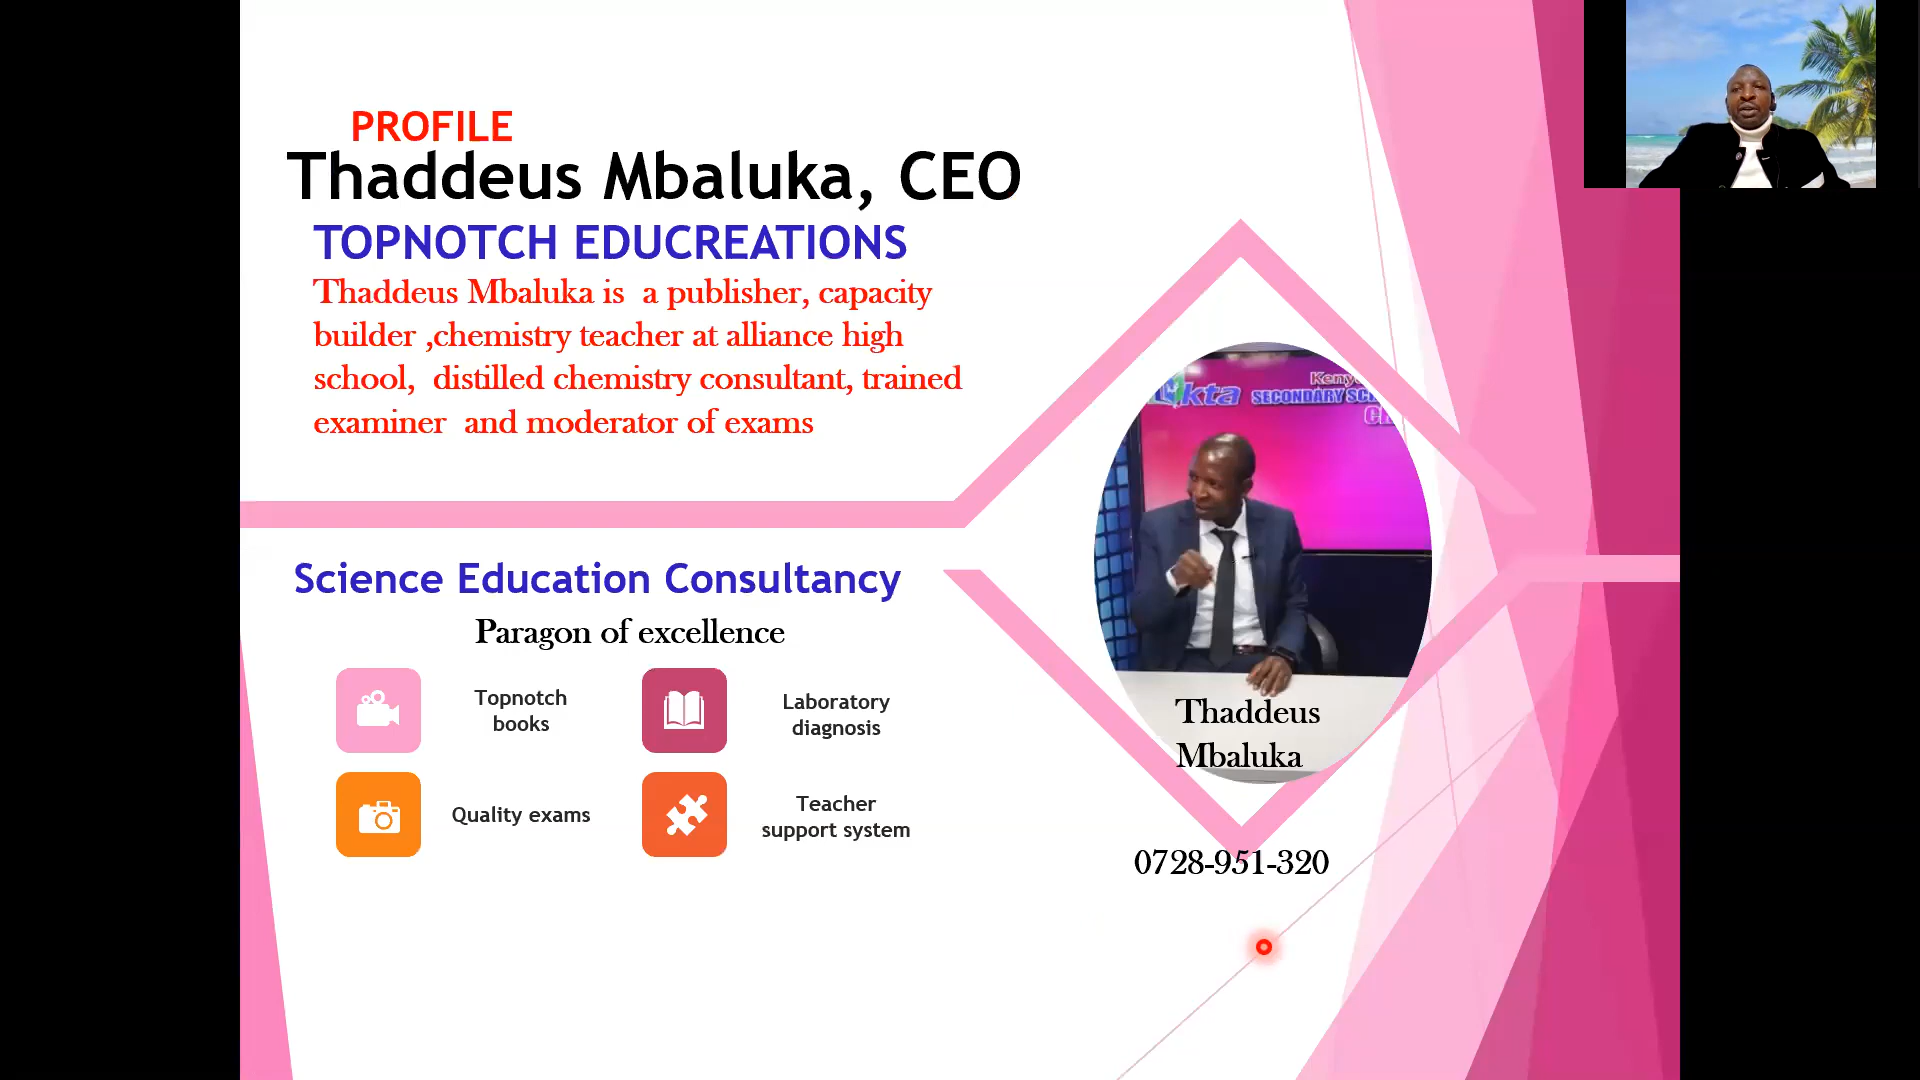 PROFILE
Thaddeus Mbaluka, CEO
TOPNOTCH EDUCREATIONS
Thaddeus Mbaluka is a publisher, capacity
builder ,chemistry teacher at alliance high
school, distilled chemistry consultant, trained
examiner and moderator of exams
Science Education Consultancy
Paragon of excellence
Topnotch
books
Laboratory
diagnosis
Quality exams
Teacher
support system
kta
SECONDARY
Thaddeus
Mbaluka
0728-951-320